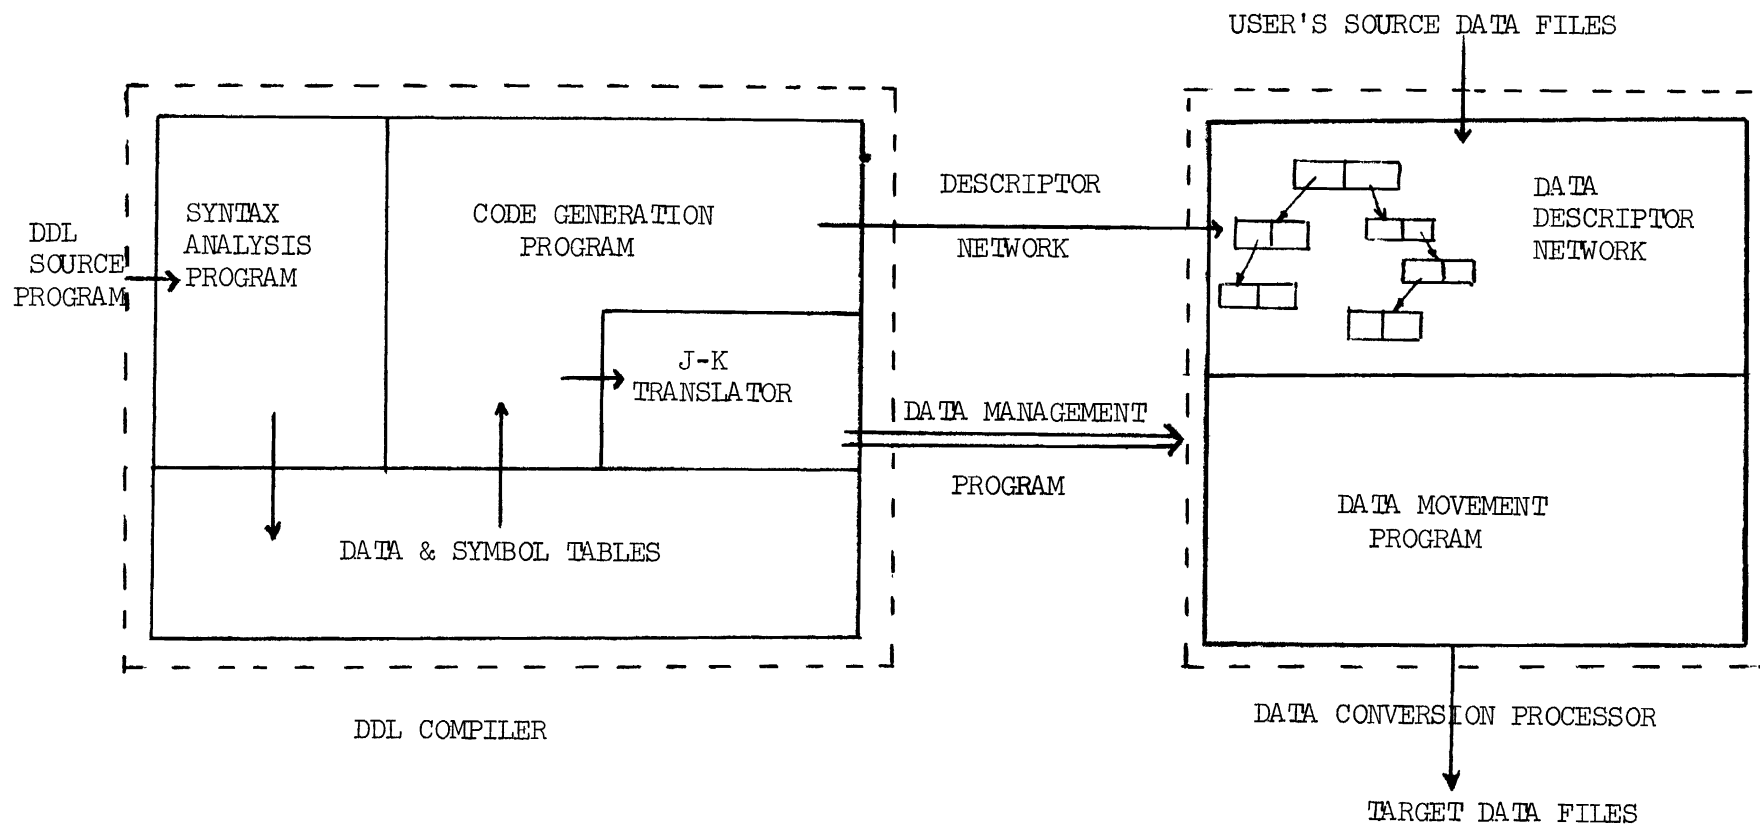 USER'S SOURCE DATA FILES
DDL
SOURCE
PROGRAM
SYNTAX
ANALYSIS
PROGRAM
CODE GENERATION
PROGRAM
J-K
TRANSLATOR
DATA & SYMBOL TABLES
DDL COMPILER
DESCRIPTOR
NETWORK
DATA MANAGEMENT
PROGRAM
DATA
DESCRIPTOR
NETWORK
DATA MOVEMENT
PROGRAM
DATA CONVERSION PROCESSOR
TARGET DATA FILES